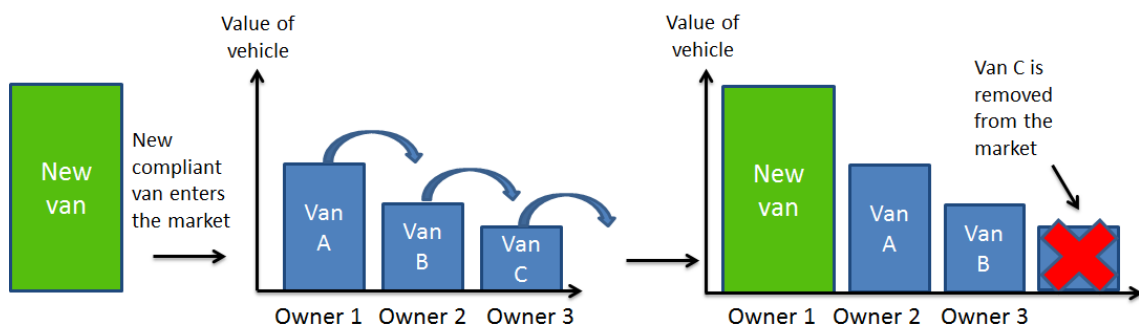 New
van
New
compliant
van enters
the market
Value of
vehicle
Van
A
Van
B
Van
C
Owner 1
Owner 2
Owner 3
Value of
vehicle
New
van
Van
A
Van
B
Van C is
removed
from the
market
Owner 1
Owner 2
Owner 3